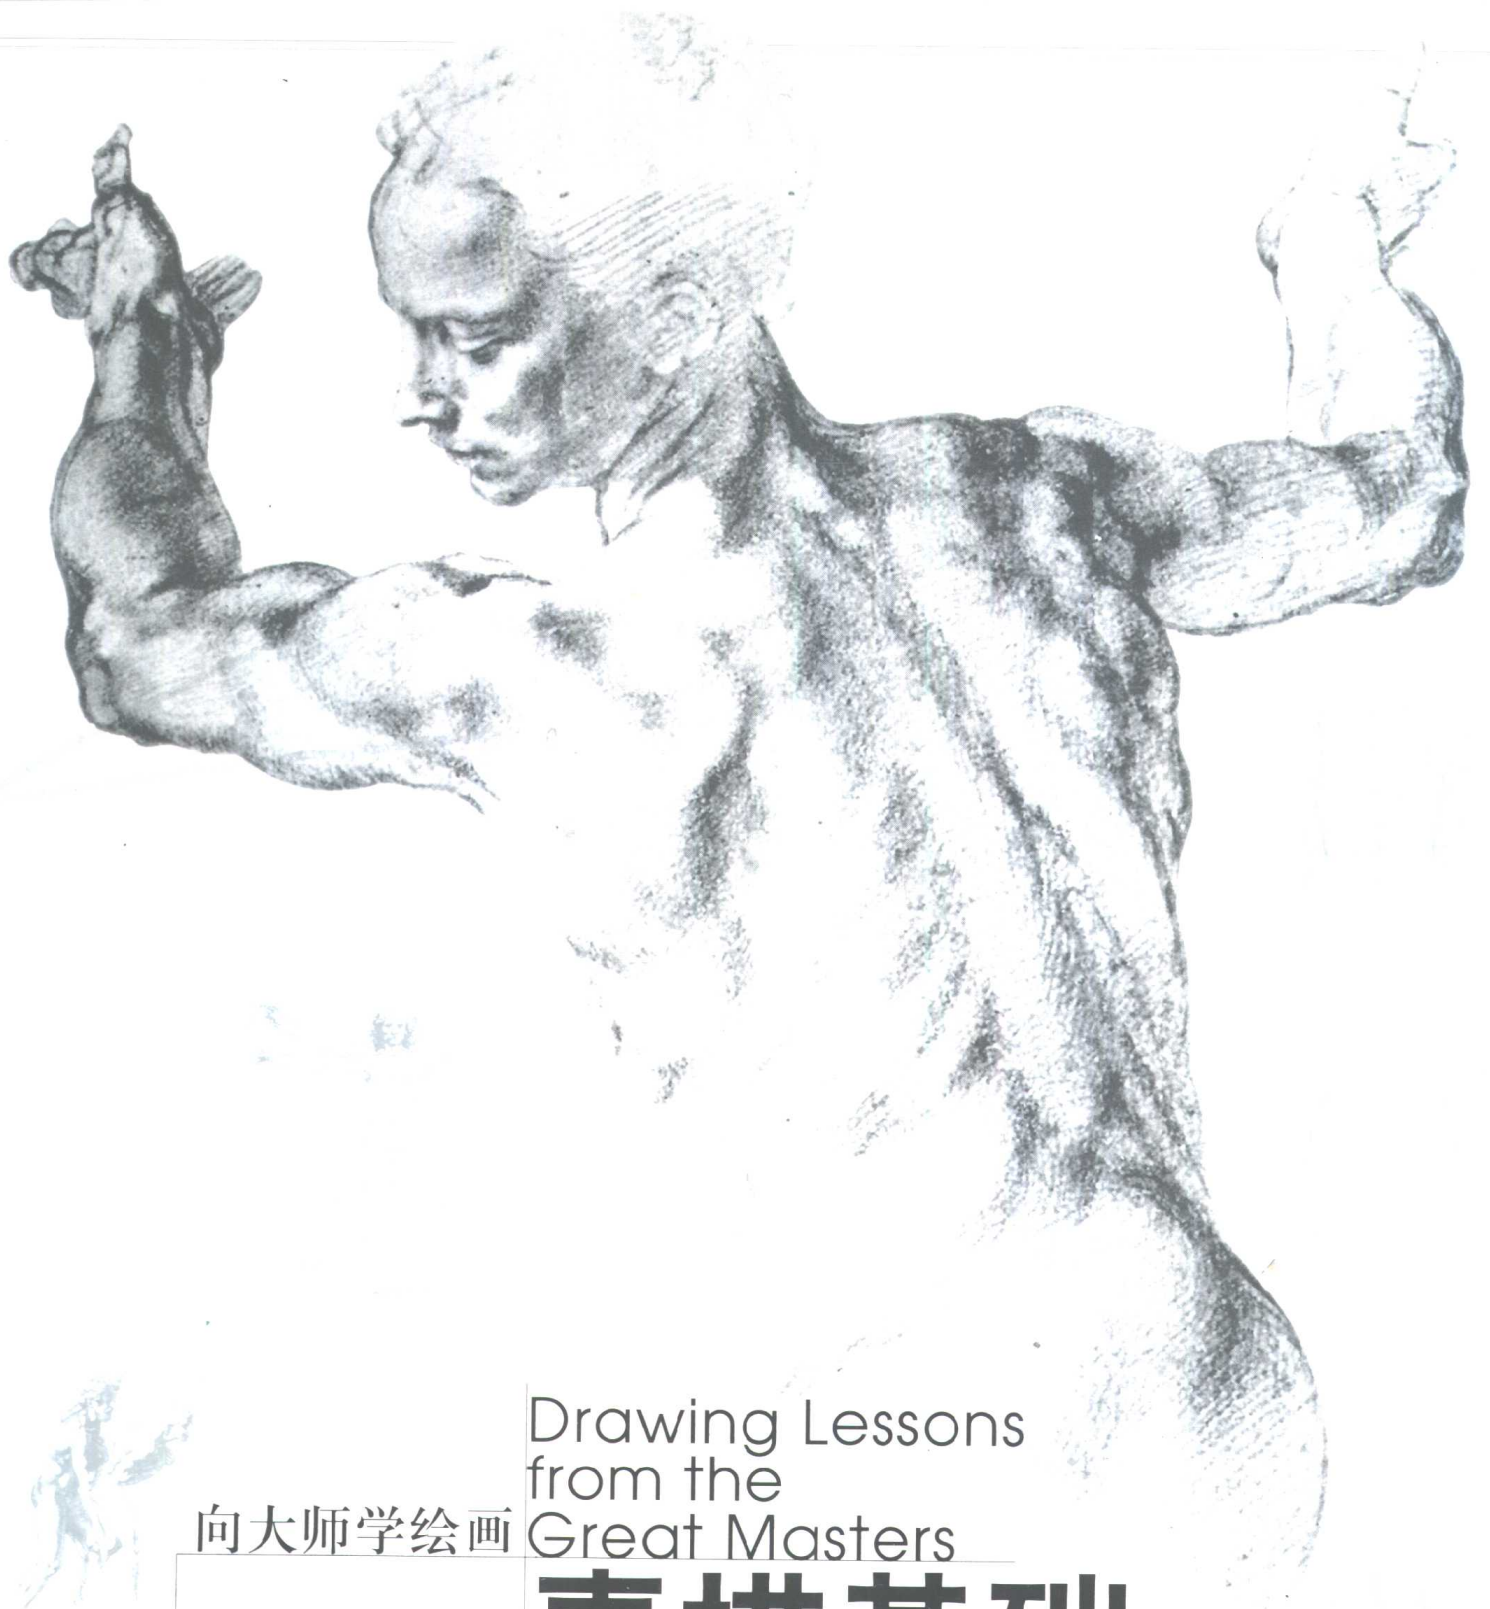 向大师学绘画
Drawing Lessons
from the
Great Masters